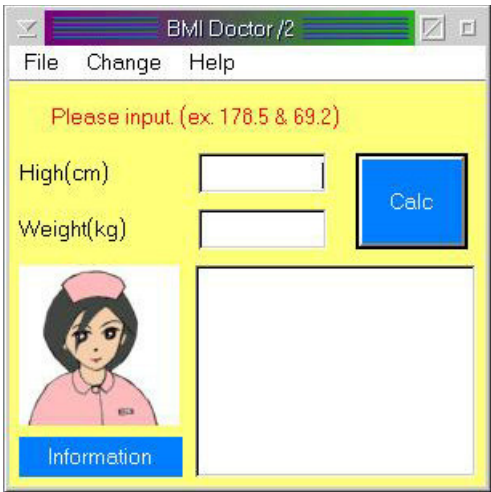 BMI Doctor /2
File Change Help
Please input. (ex. 178.5 & 69.2)
High(cm)
Calc
Weight(kg)
Information